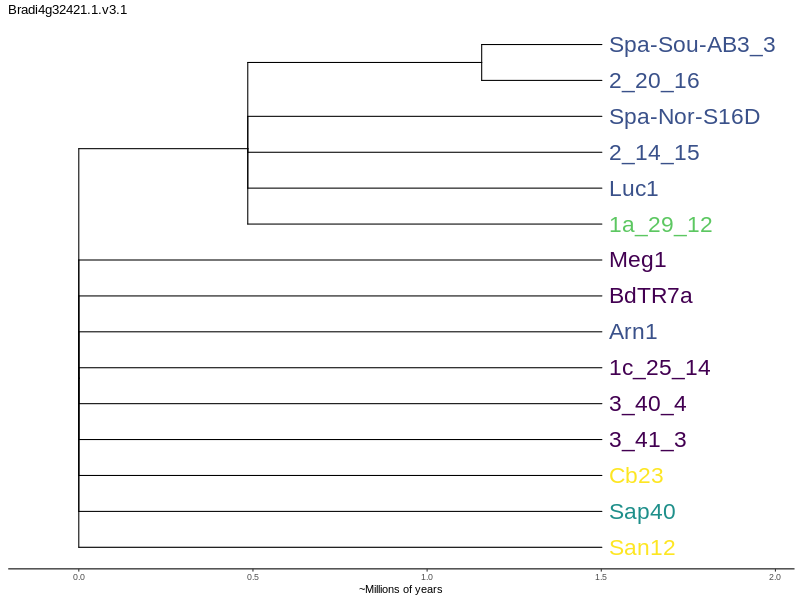 Bradi4g32421.1.v3.1
Spa-Sou-AB3_3
2_20_16
Spa-Nor-S16D
2_14_15
Luc1
1a_29_12
Meg1
BdTR7a
Arn1
1c_25_14
3_40_4
3_41_3
Cb23
Sap40
San12
0.0 0.5 1.0 1.5 2.0
~Millions of years